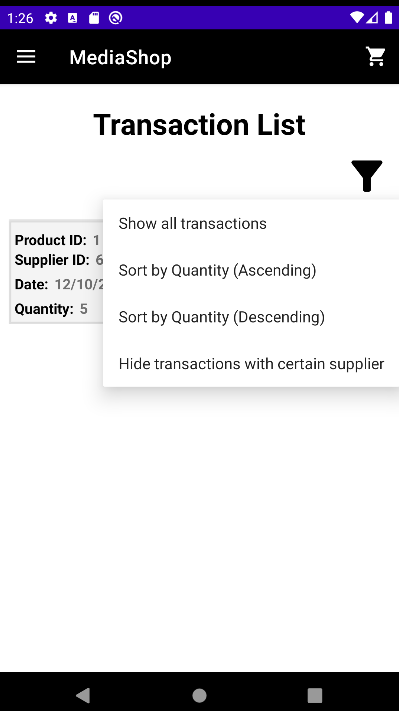 1:26
MediaShop
Transaction List
Show all transactions
Product ID: 1
Supplier ID: 6
Sort by Quantity (Ascending)
Date: 12/10/2
Quantity: 5
Sort by Quantity (Descending)
Hide transactions with certain supplier